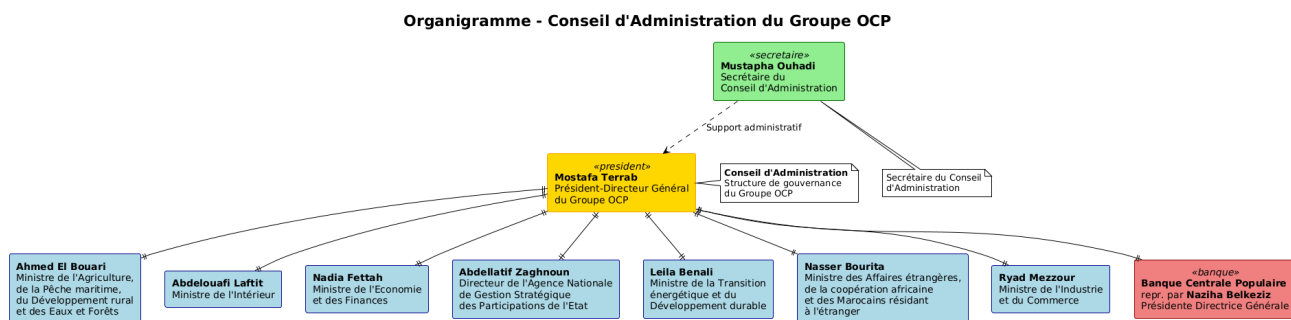 Organigramme - Conseil d'Administration du Groupe OCP
«secretaire»
Mustapha Ouhadi
Secrétaire du
Conseil d'Administration
Support administratif
«president»
Mostafa Terrab
Président-Directeur Général
du Groupe OCP
Conseil d'Administration
Structure de gouvernance
du Groupe OCP
Secrétaire du Conseil
d'Administration
Ahmed El Bouari
Ministre de l'Agriculture,
de la Pêche maritime,
du Développement rural
et des Eaux et Forêts
Abdelouafi Laftit
Ministre de l'Intérieur
Nadia Fettah
Ministre de l'Economie
et des Finances
Abdellatif Zaghnoun
Directeur de l'Agence Nationale
de Gestion Stratégique
des Participations de l'Etat
Leila Benali
Ministre de la Transition
énergétique et du
Développement durable
Nasser Bourita
Ministre des Affaires étrangères,
de la coopération africaine
et des Marocains résidant
à l'étranger
Ryad Mezzour
Ministre de l'Industrie
et du Commerce
«banque»
Banque Centrale Populaire
repr. par Naziha Belkeziz
Présidente Directrice Générale